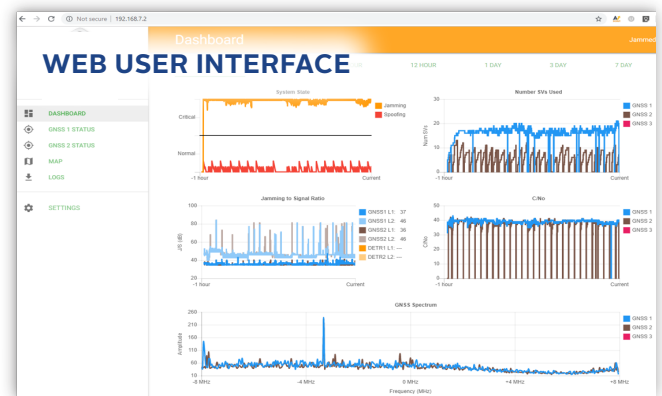 Not secure | 192.168.7.2
Dashboard
Jammed
WEB USER INTERFACE
12 HOUR
1 DAY
3 DAY
7 DAY
DASHBOARD
GNSS 1 STATUS
GNSS 2 STATUS
MAP
LOGS
SETTINGS
System State
Critical
Normal
-1 hour
Current
Jamming
Spoofing
Number SVs Used
Num SVs
30
20
10
0
-1 hour
Current
GNSS 1
GNSS 2
GNSS 3
Jamming to Signal Ratio
J/S (dB)
100
80
60
40
20
-1 hour
Current
GNSS1 L1: 37
GNSS1 L2: 48
GNSS2 L1: 36
GNSS2 L2: 48
DETR1 L1: ---
DETR2 L2: ---
C/No
C/No
50
40
30
20
10
0
-1 hour
Current
GNSS 1
GNSS 2
GNSS 3
GNSS Spectrum
Amplitude
260
210
160
110
60
10
-8 MHz
-4 MHz
0 MHz
+4 MHz
+8 MHz
Frequency (MHz)
GNSS 1
GNSS 2
GNSS 3